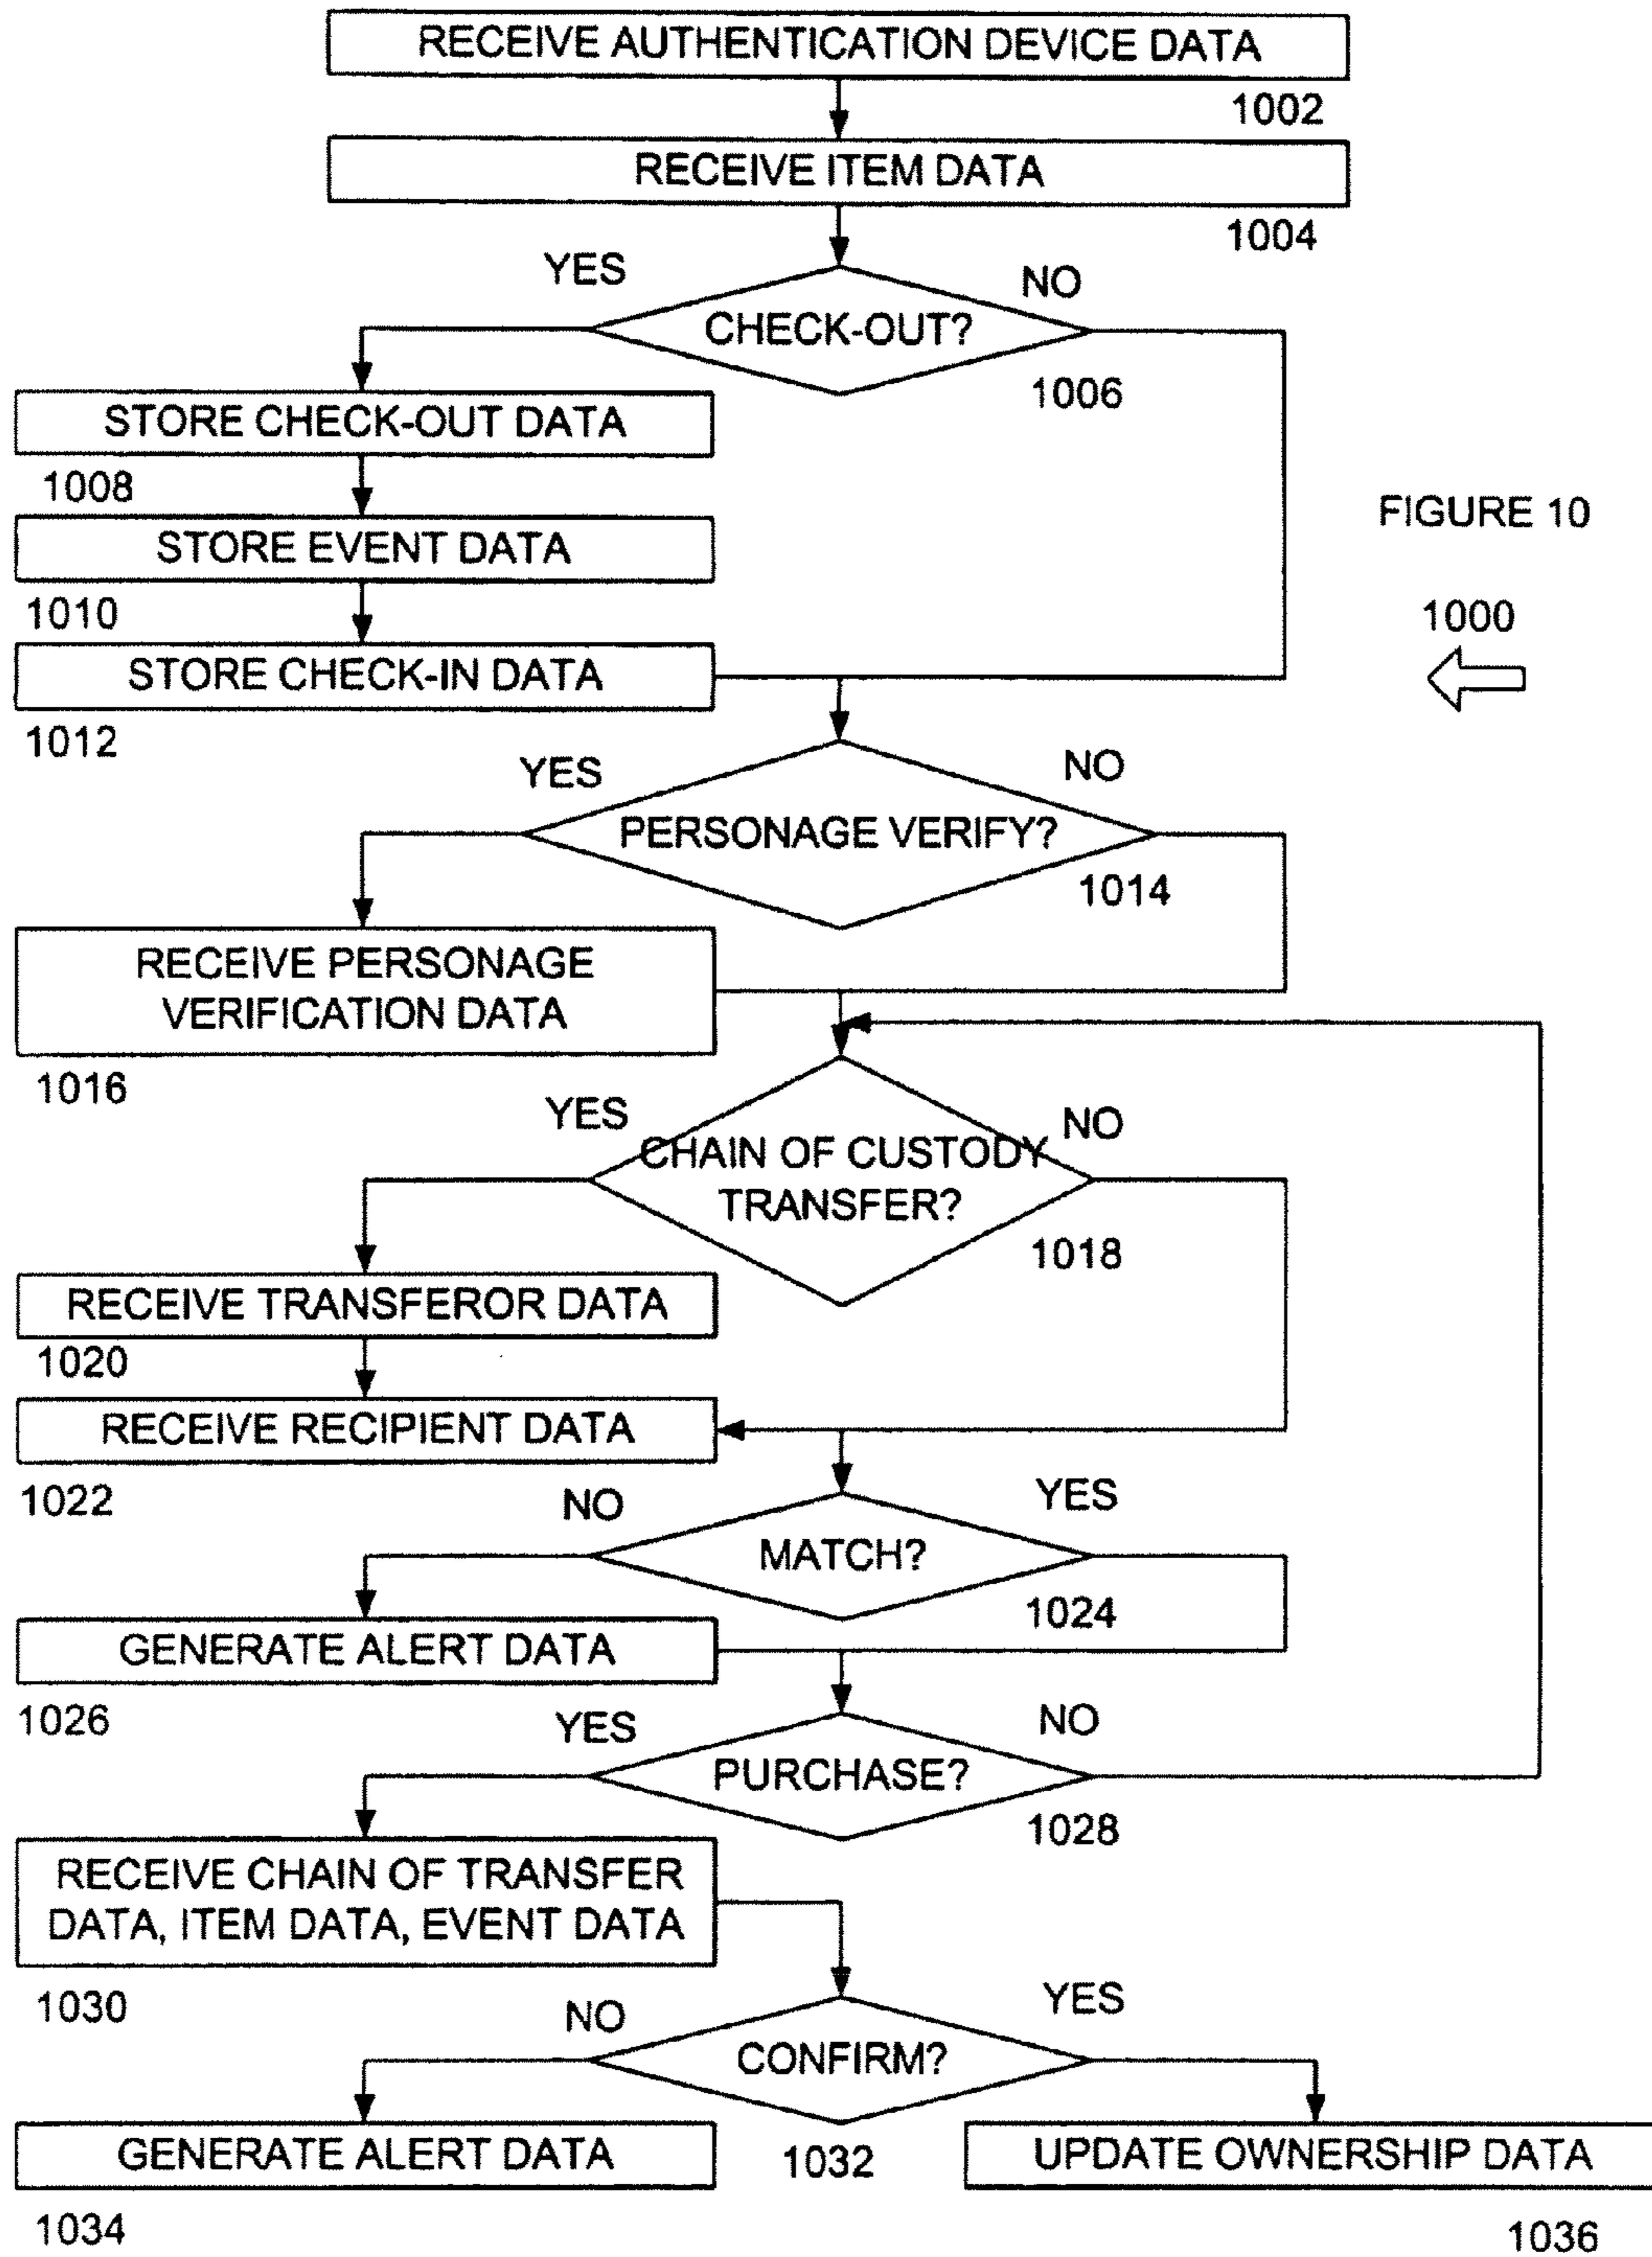 RECEIVE AUTHENTICATION DEVICE DATA
1002
RECEIVE ITEM DATA
1004
YES
NO
CHECK-OUT?
1006
STORE CHECK-OUT DATA
1008
FIGURE 10
STORE EVENT DATA
1010
1000
STORE CHECK-IN DATA
1012
YES
NO
PERSONAGE VERIFY?
1014
RECEIVE PERSONAGE
VERIFICATION DATA
1016
YES
NO
CHAIN OF CUSTODY
TRANSFER?
1018
RECEIVE TRANSFEROR DATA
1020
RECEIVE RECIPIENT DATA
1022
NO
YES
MATCH?
1024
GENERATE ALERT DATA
1026
YES
NO
PURCHASE?
1028
RECEIVE CHAIN OF TRANSFER
DATA, ITEM DATA, EVENT DATA
1030
NO
YES
CONFIRM?
1032
GENERATE ALERT DATA
1034
UPDATE OWNERSHIP DATA
1036